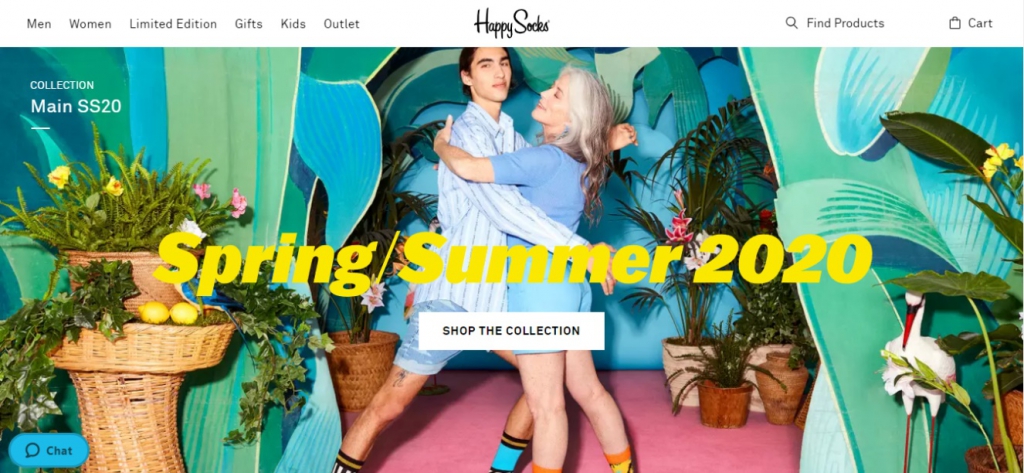 Men Women Limited Edition Gifts Kids Outlet
Happy Socks
Find Products
Cart
COLLECTION
Main SS20
Spring/Summer 2020
SHOP THE COLLECTION
Chat